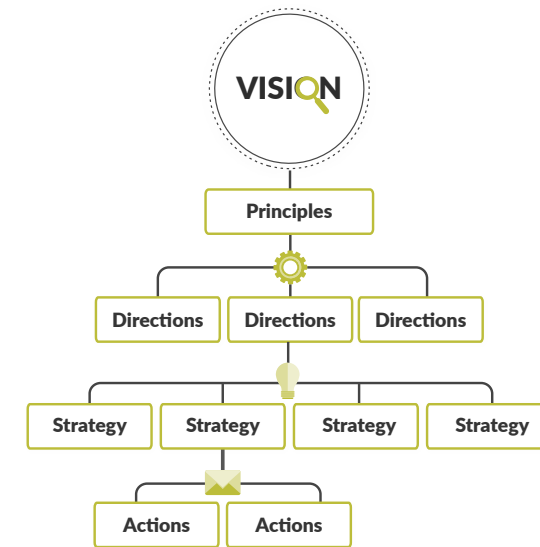 VISION
Principles
Directions Directions Directions
Strategy Strategy Strategy Strategy
Actions Actions